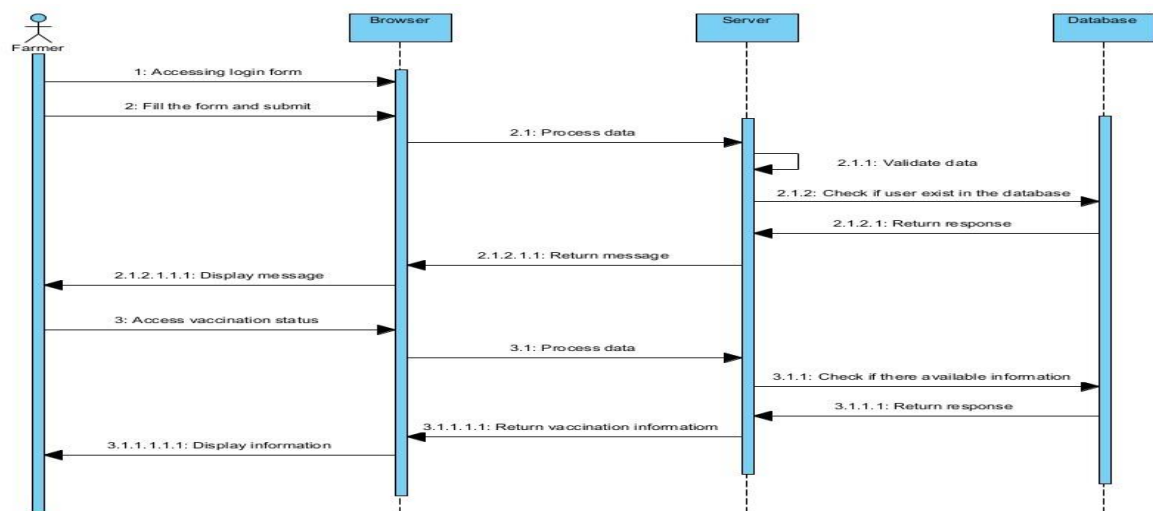 Browser
Server
Database
Farmer
1: Accessing login form
2: Fill the form and submit
2.1: Process data
2.1.1: Validate data
2.1.2: Check if user exist in the database
2.1.2.1: Return response
2.1.2.1.1: Return message
2.1.2.1.1.1: Display message
3: Access vaccination status
3.1: Process data
3.1.1: Check if there available information
3.1.1.1: Return response
3.1.1.1.1: Return vaccination informatiom
3.1.1.1.1.1: Display information